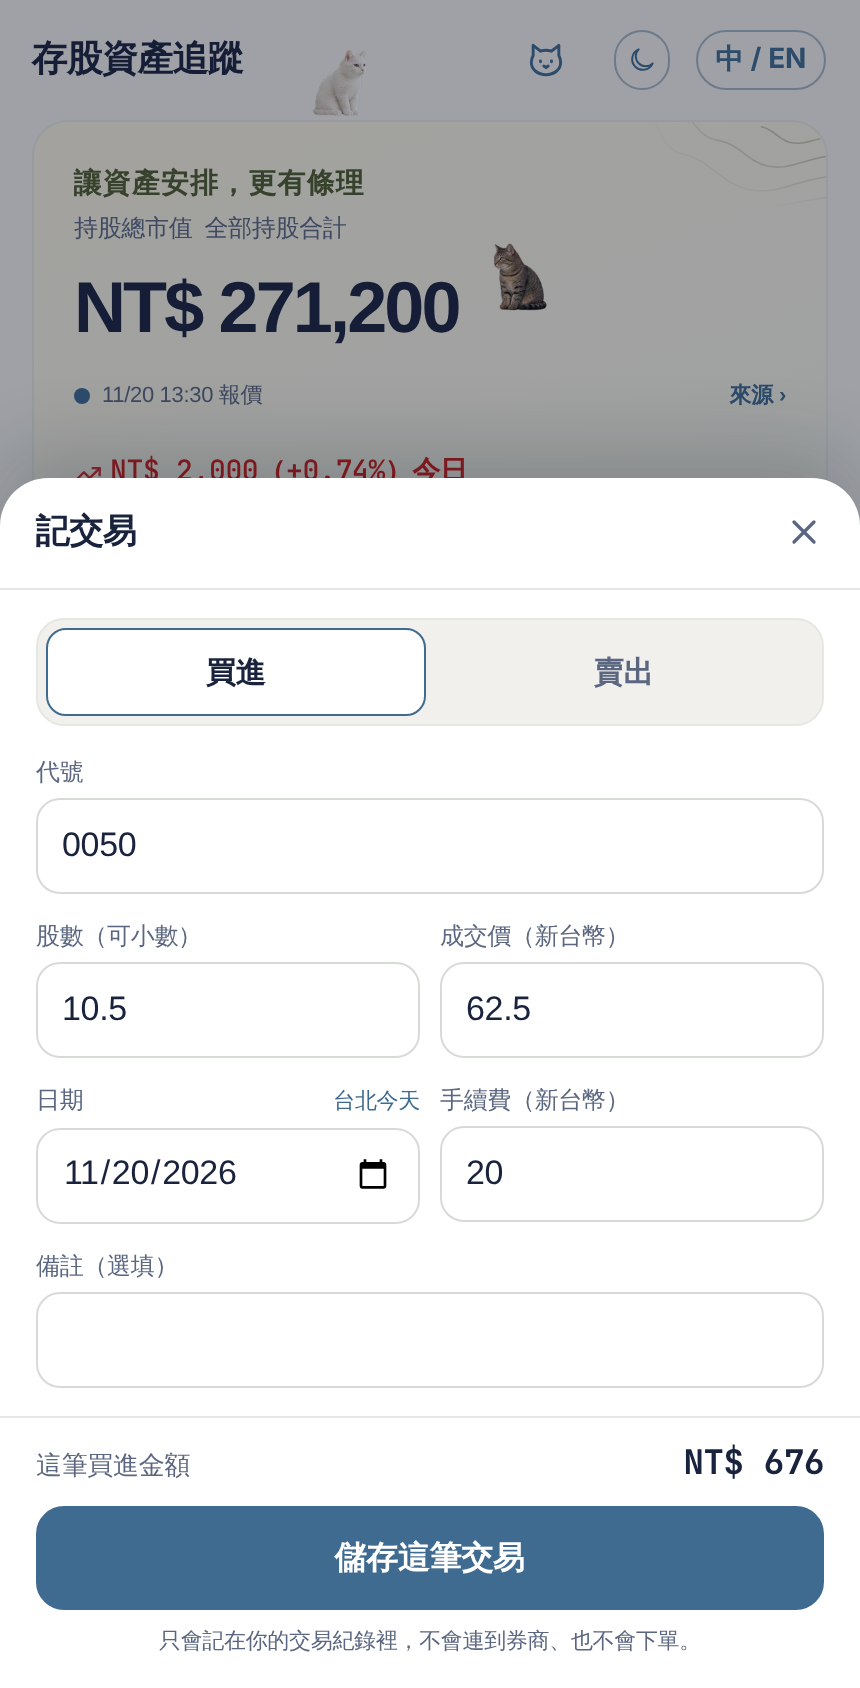 存股資產追蹤
中 / EN
讓資產安排，更有條理
持股總市值 全部持股合計
NT$ 271,200
11/20 13:30 報價
來源 ›
NT$ 2,000 (+0.74%) 今日
記交易
買進
賣出
代號
0050
股數（可小數）
成交價（新台幣）
10.5
62.5
日期
台北今天
手續費（新台幣）
11/20/2026
20
備註（選填）
這筆買進金額
NT$ 676
儲存這筆交易
只會記在你的交易紀錄裡，不會連到券商、也不會下單。